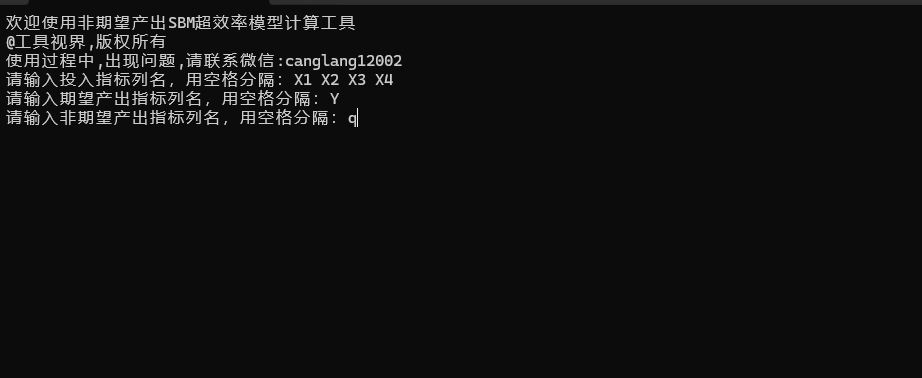 欢迎使用非期望产出SBM超效率模型计算工具
@工具视界,版权所有
使用过程中,出现问题,请联系微信:canglang12002
请输入投入指标列名，用空格分隔：X1 X2 X3 X4
请输入期望产出指标列名，用空格分隔：Y
请输入非期望产出指标列名，用空格分隔：q